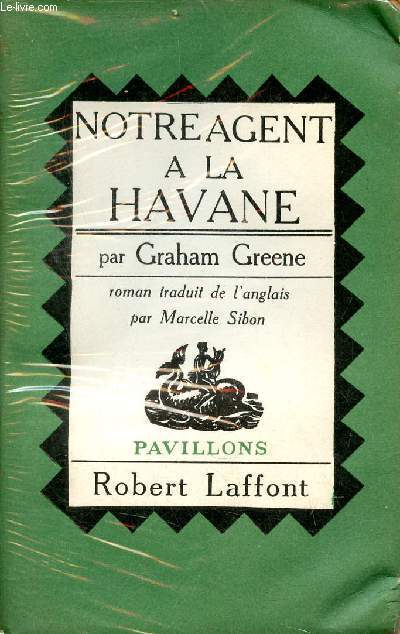 Le-livre.com
NOTRE AGENT
A LA
HAVANE
par Graham Greene
roman traduit de l'anglais
par Marcelle Sibon
PAVILLONS
Robert Laffont